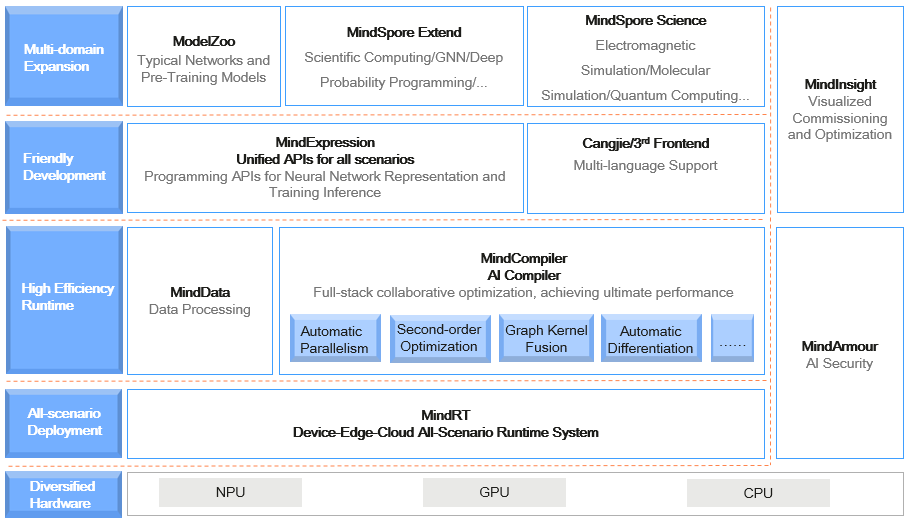 Multi-domain
Expansion
ModelZoo
Typical Networks and
Pre-Training Models
MindSpore Extend
Scientific Computing/GNN/Deep
Probability Programming/...
MindSpore Science
Electromagnetic
Simulation/Molecular
Simulation/Quantum Computing...
MindInsight
Visualized
Commissioning
and Optimization
Friendly
Development
MindExpression
Unified APIs for all scenarios
Programming APIs for Neural Network Representation and
Training Inference
Cangjie/3rd Frontend
Multi-language Support
High Efficiency
Runtime
MindData
Data Processing
MindCompiler
AI Compiler
Full-stack collaborative optimization, achieving ultimate performance
Automatic
Parallelism
Second-order
Optimization
Graph Kernel
Fusion
Automatic
Differentiation
......
MindArmour
AI Security
All-scenario
Deployment
MindRT
Device-Edge-Cloud All-Scenario Runtime System
Diversified
Hardware
NPU
GPU
CPU